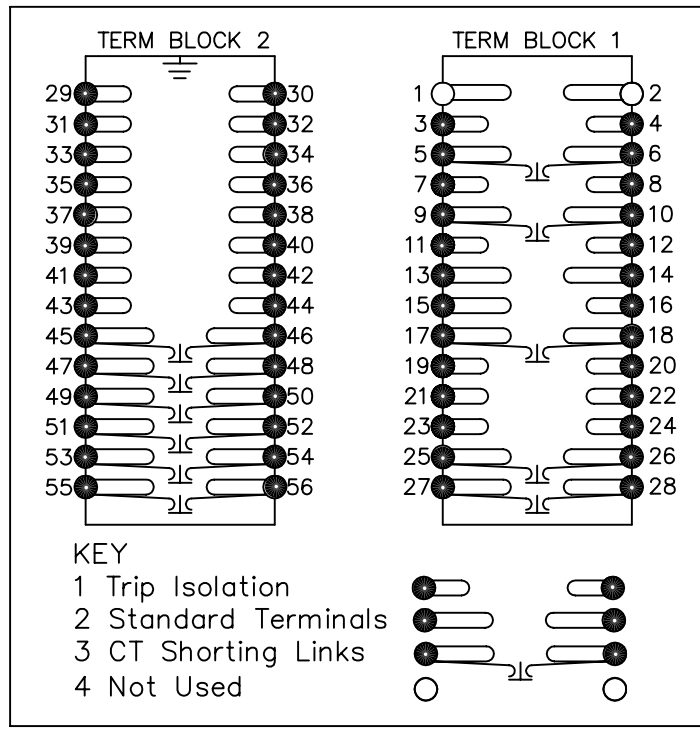 TERM BLOCK 2 TERM BLOCK 1
29 30 1 2
31 32 3 4
33 34 5 6
35 36 7 8
37 38 9 10
39 40 11 12
41 42 13 14
43 44 15 16
45 46 17 18
47 48 19 20
49 50 21 22
51 52 23 24
53 54 25 26
55 56 27 28
KEY
1 Trip Isolation
2 Standard Terminals
3 CT Shorting Links
4 Not Used